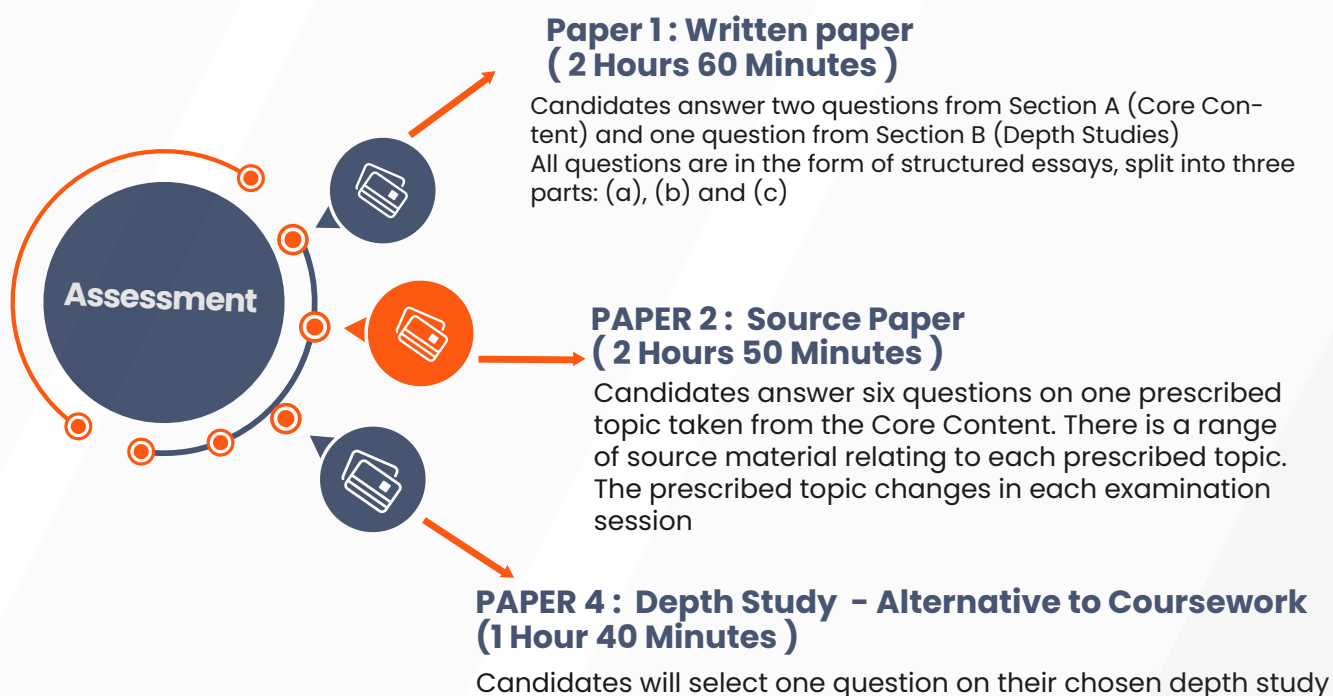 Paper 1 : Written paper
( 2 Hours 60 Minutes )
Candidates answer two questions from Section A (Core Con-
tent) and one question from Section B (Depth Studies)
All questions are in the form of structured essays, split into three
parts: (a), (b) and (c)
Assessment
PAPER 2 : Source Paper
( 2 Hours 50 Minutes )
Candidates answer six questions on one prescribed
topic taken from the Core Content. There is a range
of source material relating to each prescribed topic.
The prescribed topic changes in each examination
session
PAPER 4 : Depth Study - Alternative to Coursework
(1 Hour 40 Minutes )
Candidates will select one question on their chosen depth study